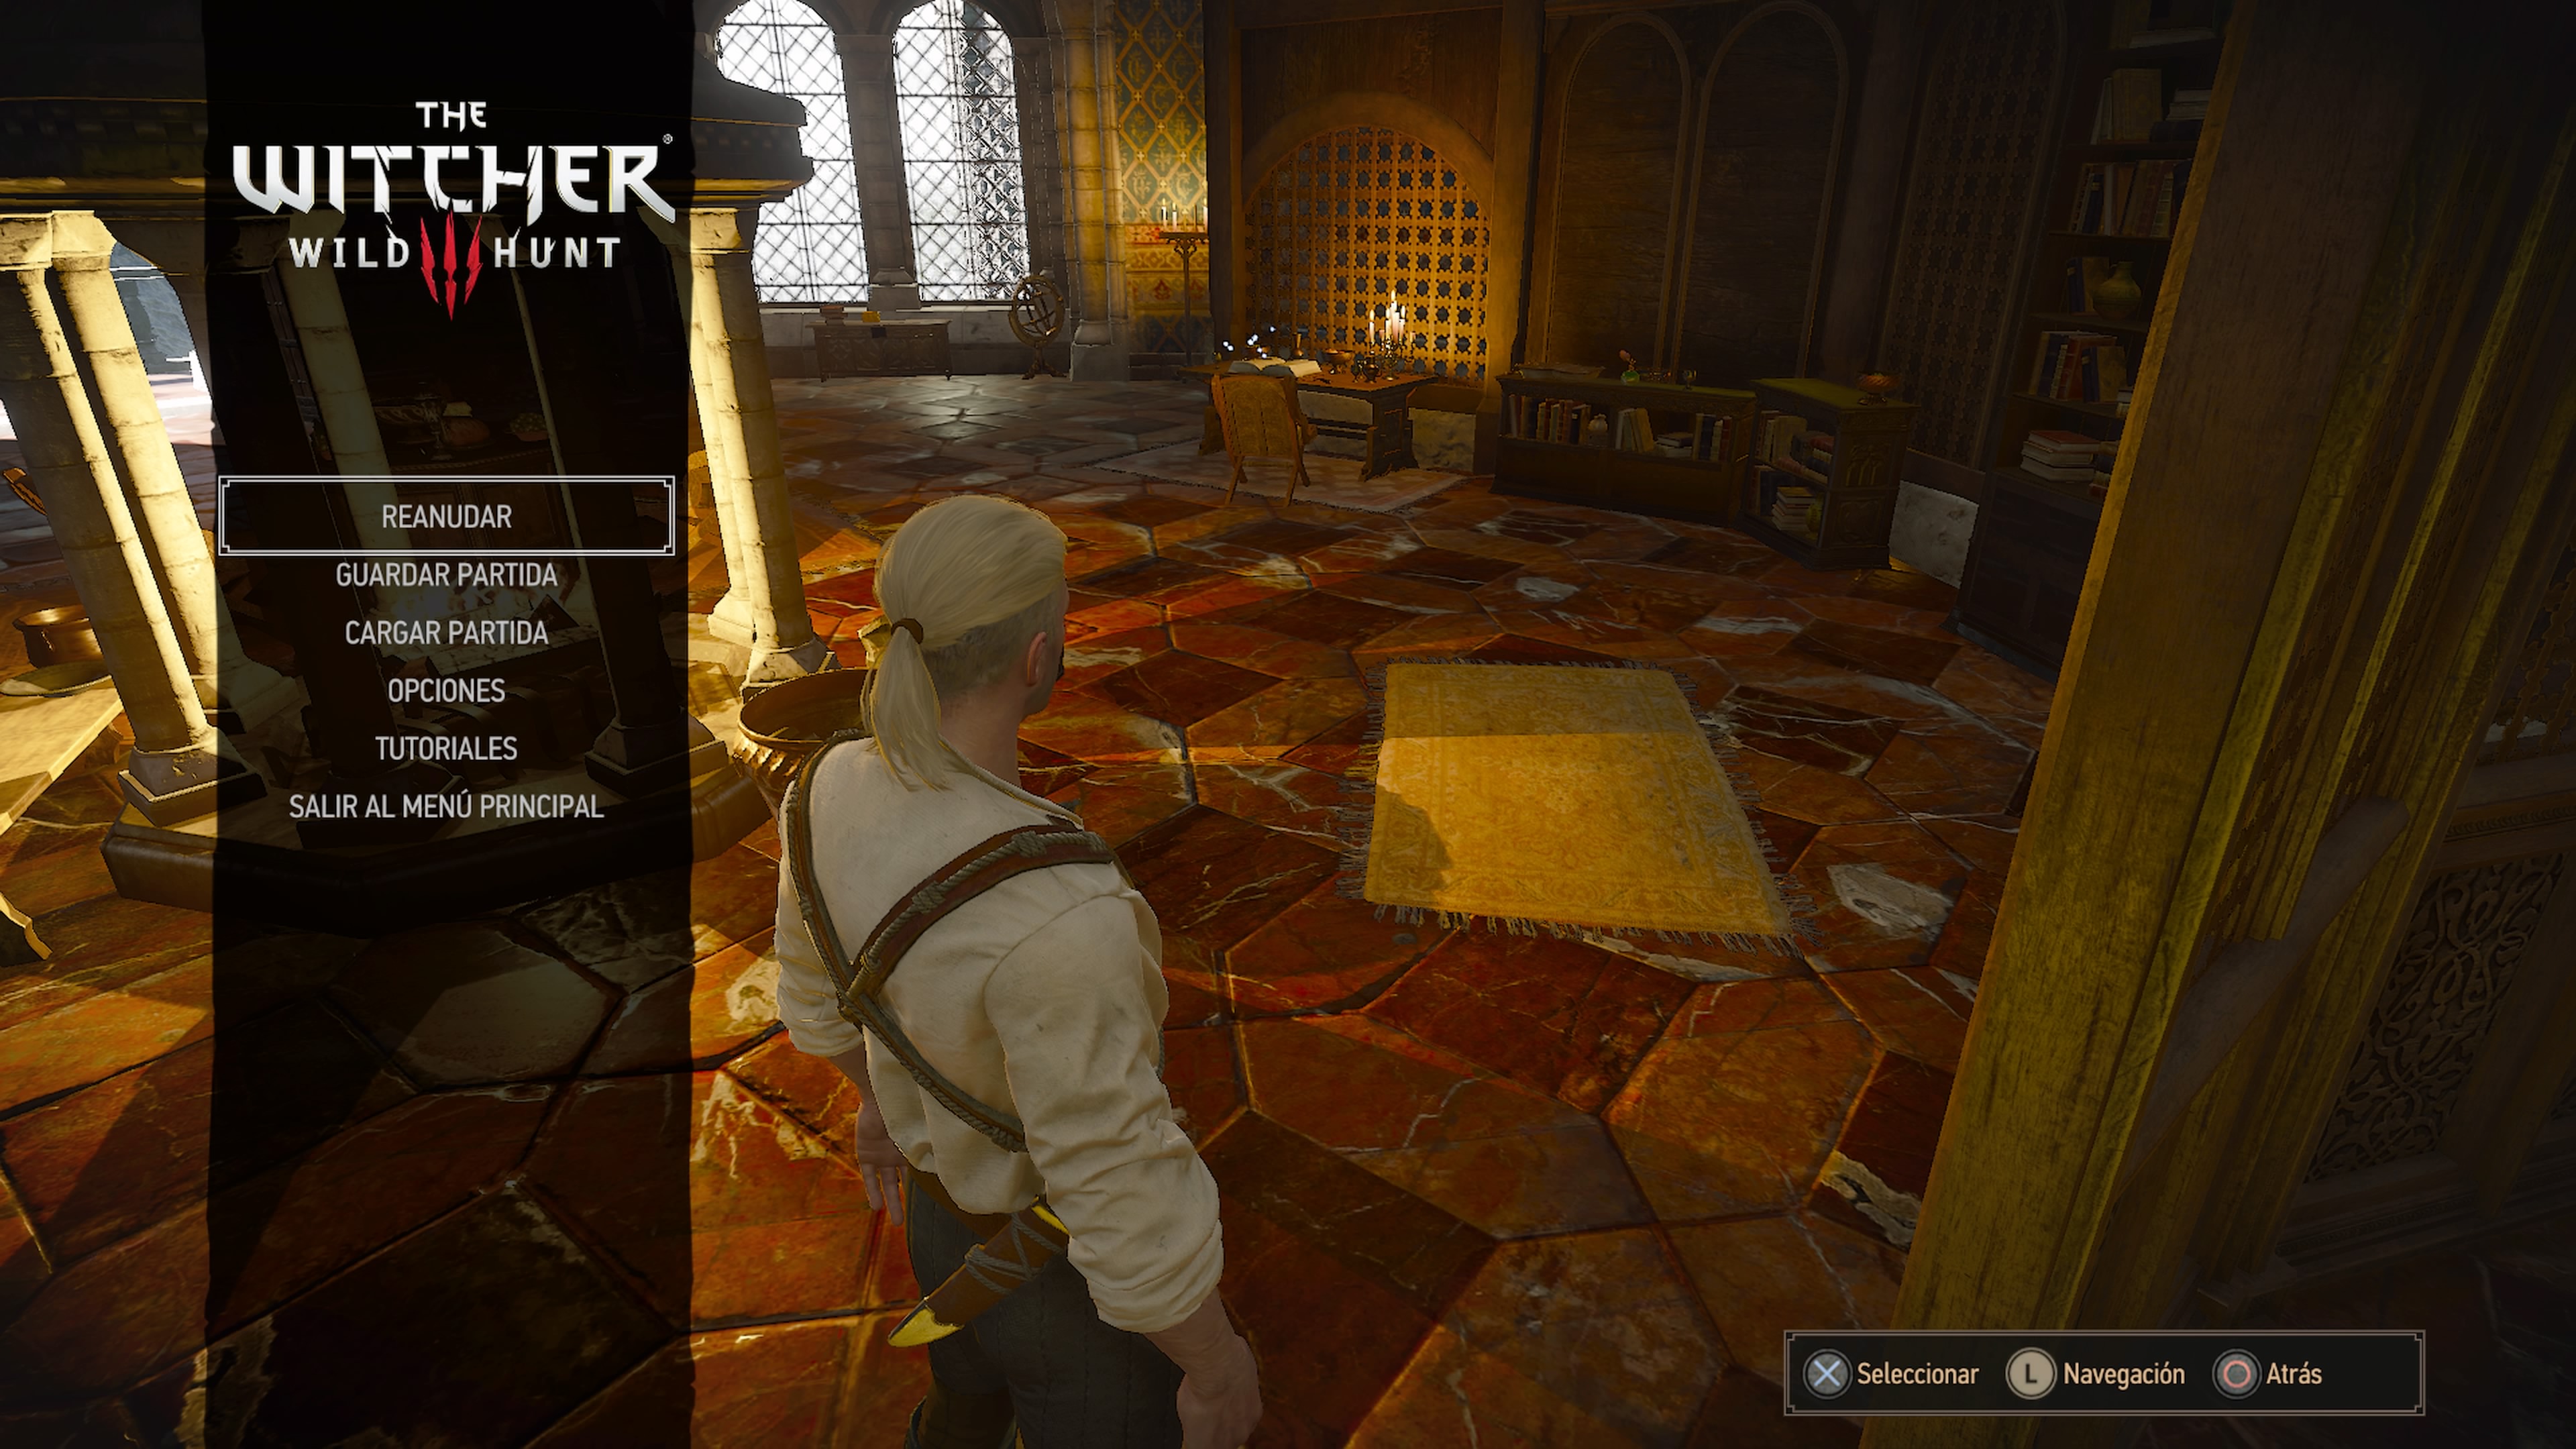 THE
WITCHER®
WILD HUNT
REANUDAR
GUARDAR PARTIDA
CARGAR PARTIDA
OPCIONES
TUTORIALES
SALIR AL MENÚ PRINCIPAL
L
Seleccionar Navegación Atrás